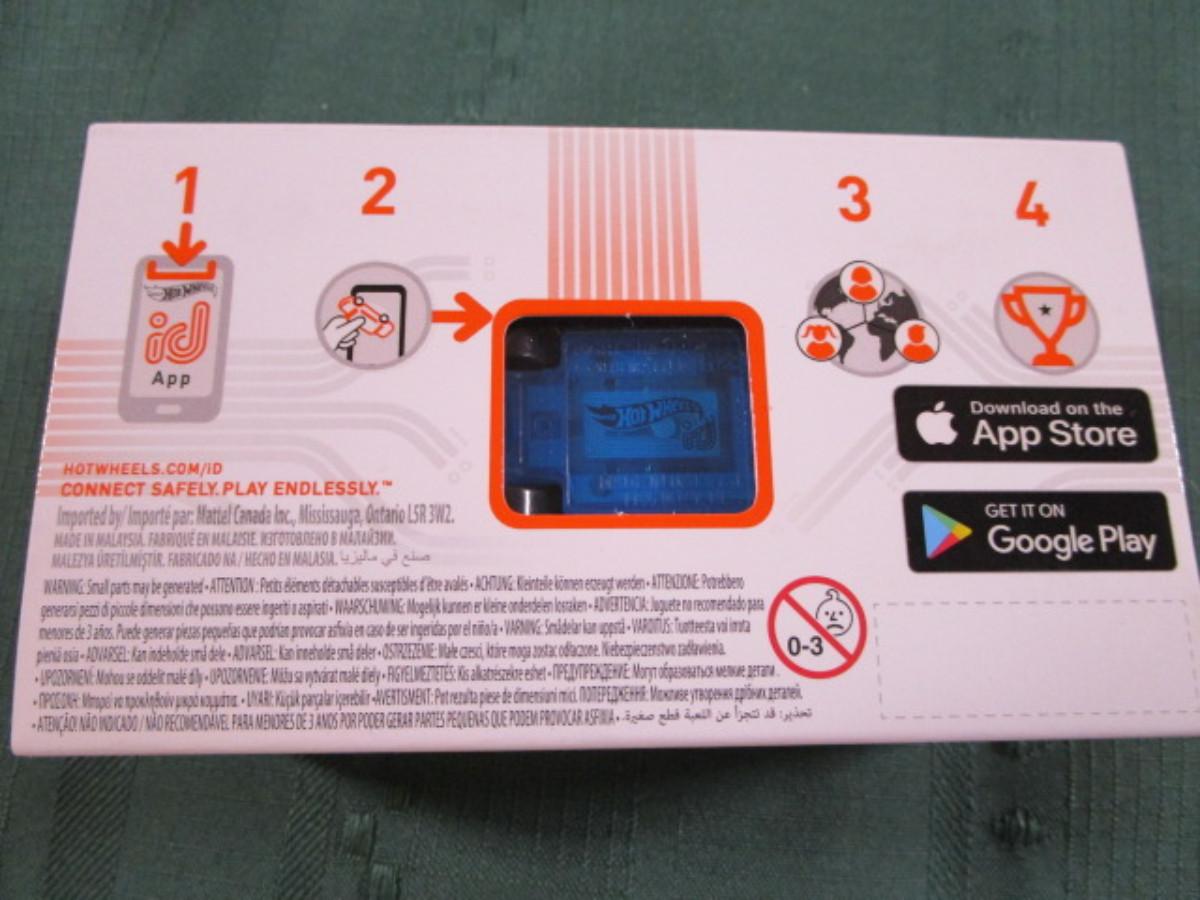 1
2
3
4
HOT WHEELS
id
App
HOT WHEELS
id
Download on the
App Store
GET IT ON
Google Play
HOTWHEELS.COM/iD
CONNECT SAFELY. PLAY ENDLESSLY.™
Imported by/ Importé par: Mattel Canada Inc., Mississauga, Ontario L5R 3W2.
MADE IN MALAYSIA. FABRIQUÉ EN MALAISIE. ИЗГОТОВЛЕНО В МАЛАЙЗИИ.
MALEZYA ÜRETİLMİŞTİR. FABRICADO NA / HECHO EN MALASIA. صنع في ماليزيا
WARNING: Small parts may be generated • ATTENTION : Petits éléments détachables susceptibles d'être avalés • ACHTUNG: Kleinteile können erzeugt werden • ATTENZIONE: Potrebbero
generarsi pezzi di piccole dimensioni che possono essere ingeriti o aspirati • WAARSCHUWING: Mogelijk kunnen er kleine onderdelen losraken • ADVERTENCIA: Juguete no recomendado para
menores de 3 años. Puede generar piezas pequeñas que podrían provocar asfixia en caso de ser ingeridas por el niño/a • VARNING: Smådelar kan uppstå • VAROITUS: Tuotteesta voi irrota
pieniä osia • ADVARSEL: Kan indeholde små dele • ADVARSEL: Kan inneholde små deler • OSTRZEŻENIE: Małe części, które mogą zostać odłączone. Niebezpieczeństwo zadławienia.
• UPOZORNĚNÍ: Mohou se oddělit malé díly • UPOZORNENIE: Môžu sa vytvárať malé diely • FIGYELMEZTETÉS: Kis alkatrészekre eshet • ПРЕДУПРЕЖДЕНИЕ: Могут образоваться мелкие детали.
• ΠΡΟΣΟΧΗ: Μπορεί να προκληθούν μικρά κομμάτια. • UYARI: Küçük parçalar içerebilir •AVERTISMENT: Pot rezulta piese de dimensiuni mici. ПОПЕРЕДЖЕННЯ: Можливе утворення дрібних деталей.
• ATENÇÃO: NÃO INDICADO / NÃO RECOMENDÁVEL PARA MENORES DE 3 ANOS POR PODER GERAR PARTES PEQUENAS QUE PODEM PROVOCAR ASFIXIA • تحذير: قد تتجزأ عن اللعبة قطع صغيرة.
0-3